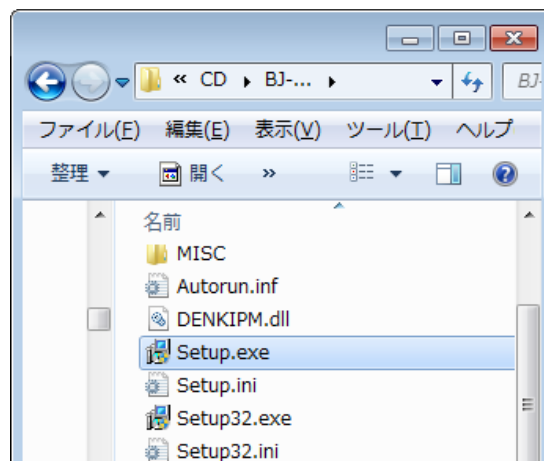 « CD ▸ BJ-... ▸ BJ-
ファイル(F) 編集(E) 表示(V) ツール(T) ヘルプ
整理 ▼ 開く »
名前
MISC
Autorun.inf
DENKIPM.dll
Setup.exe
Setup.ini
Setup32.exe
Setup32.ini